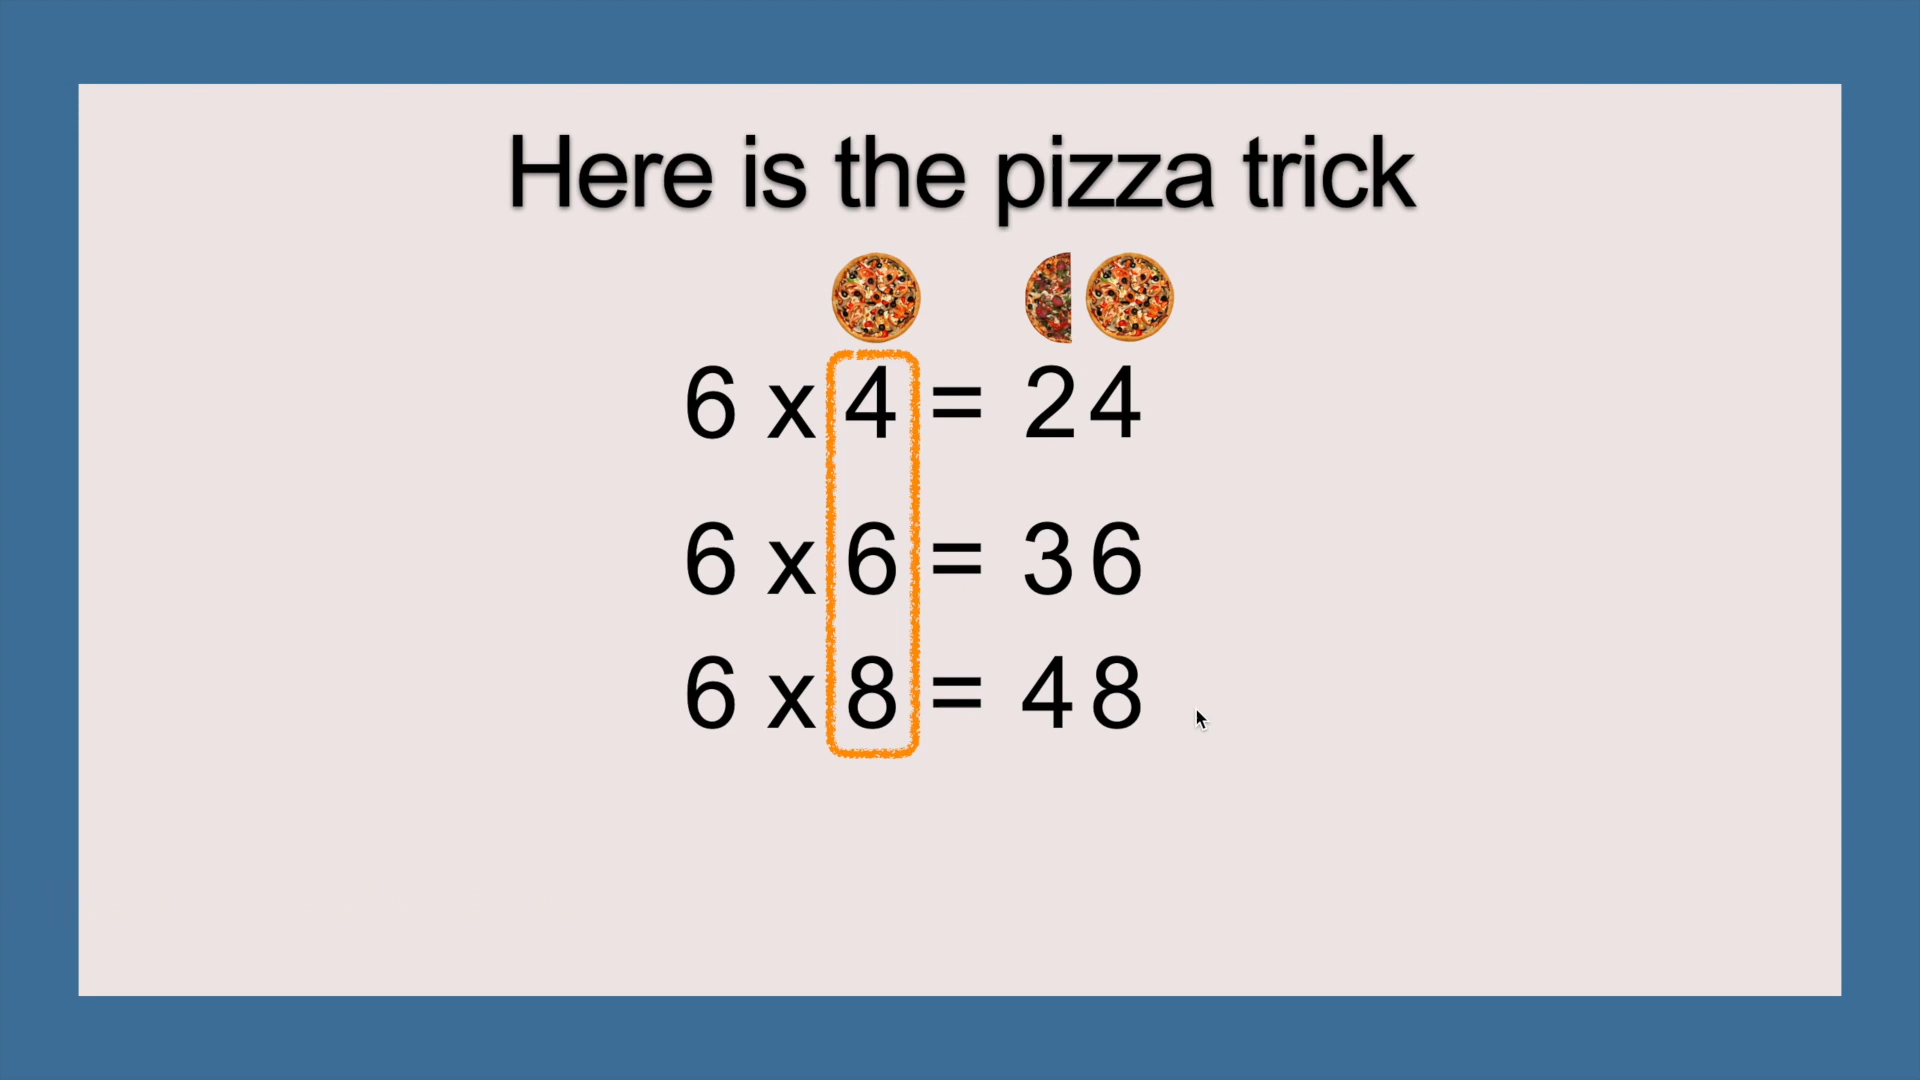 Here is the pizza trick
6 x 4 = 24
6 x 6 = 36
6 x 8 = 48